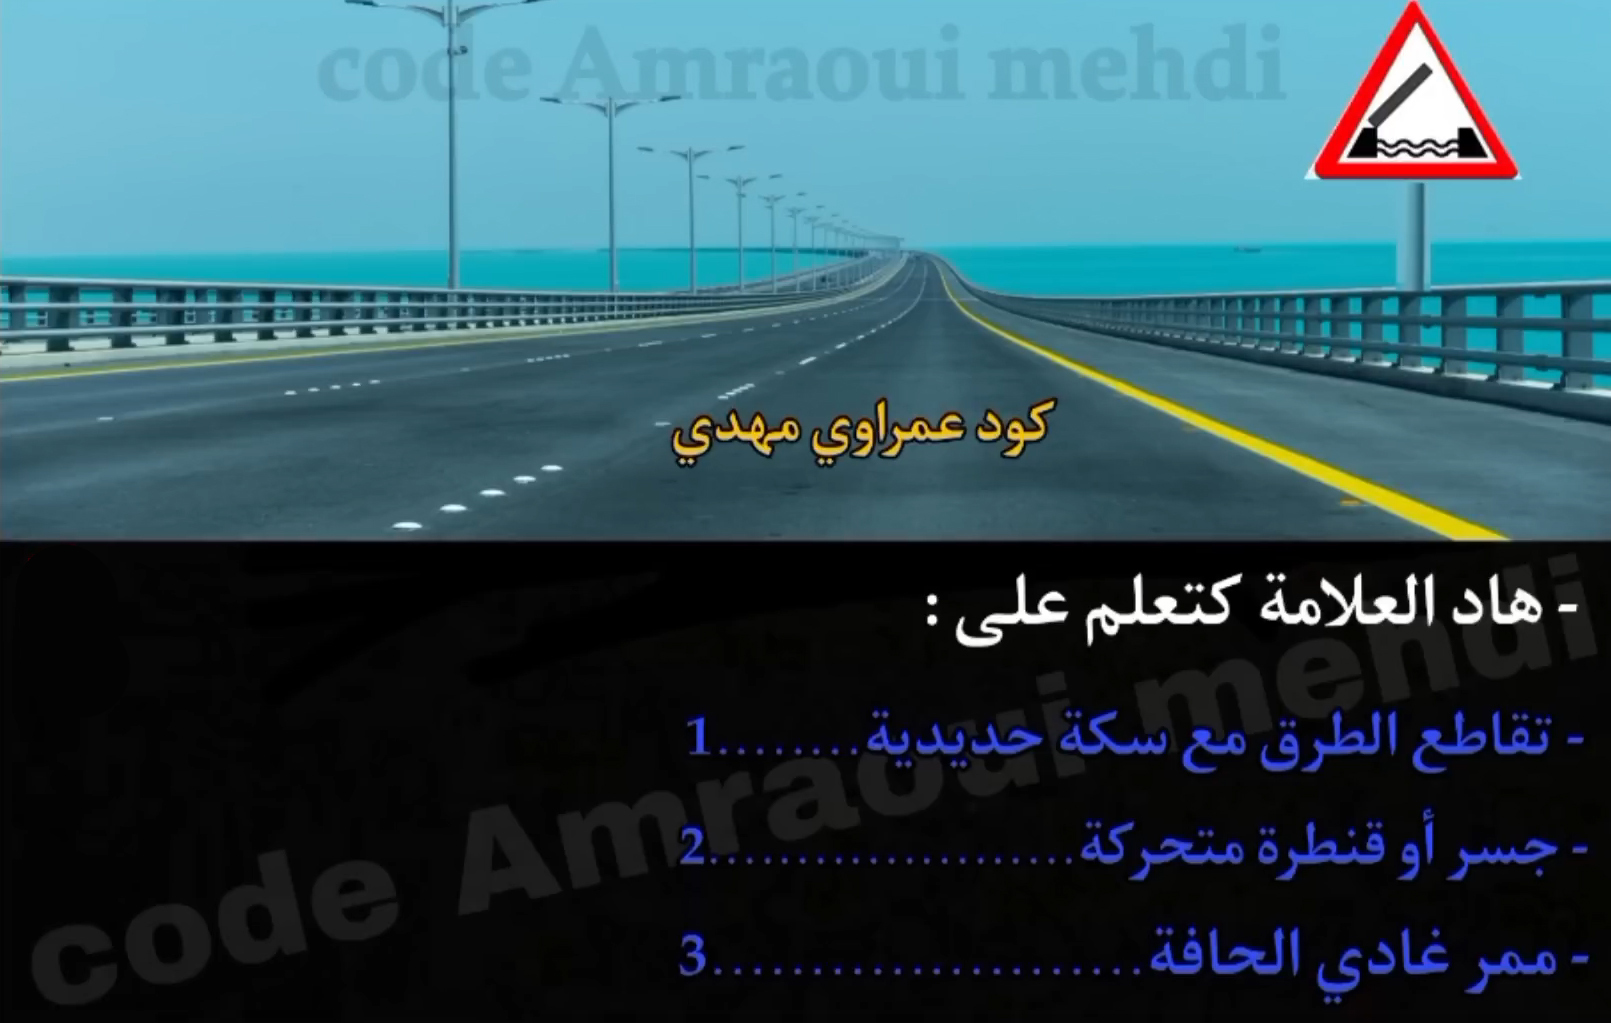 code Amraoui mehdi
كود عمراوي مهدي
- هاد العلامة كتعلم على :
- تقاطع الطرق مع سكة حديدية........1
- جسر أو قنطرة متحركة...................2
- ممر غادي الحافة......................3
code Amraoui mehdi